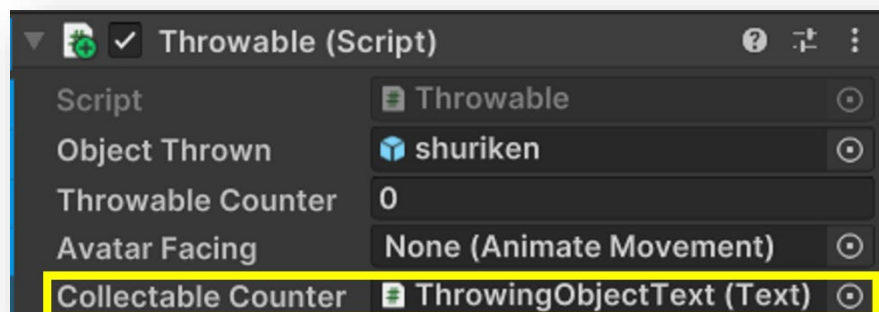 Throwable (Script)
Script Throwable
Object Thrown shuriken
Throwable Counter 0
Avatar Facing None (Animate Movement)
Collectable Counter ThrowingObjectText (Text)